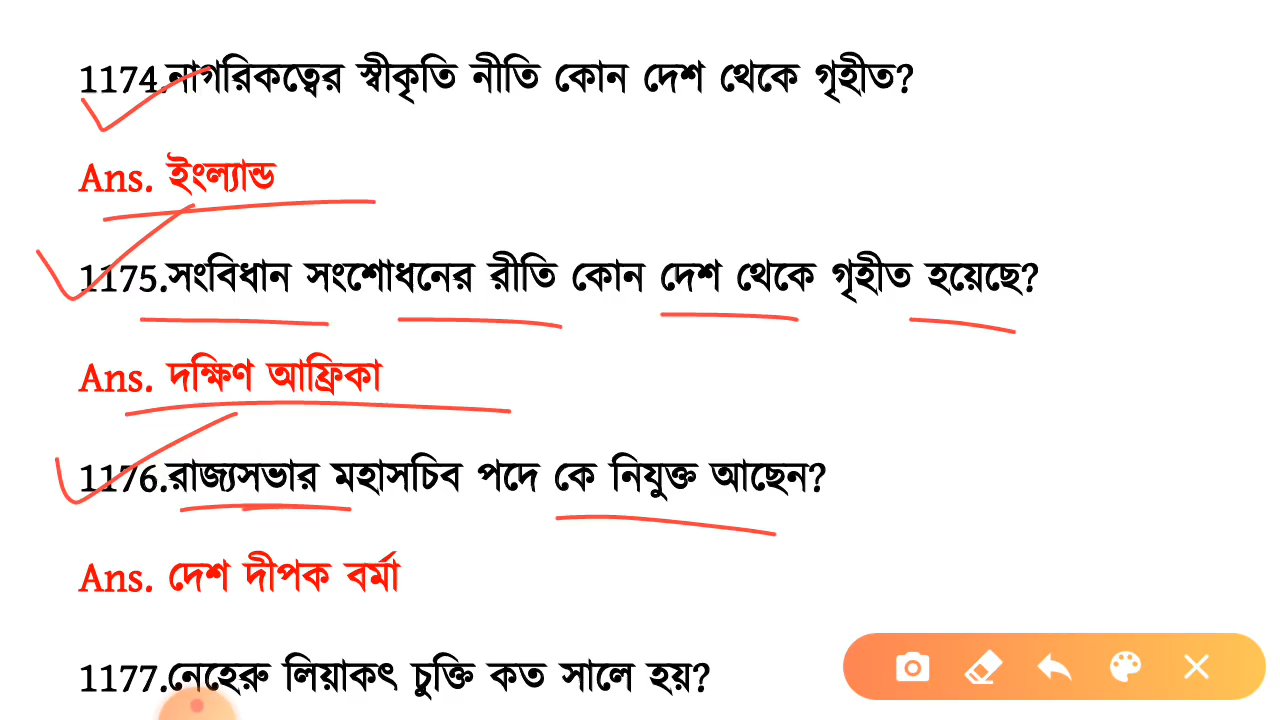 1174.নাগরিকত্বের স্বীকৃতি নীতি কোন দেশ থেকে গৃহীত?
Ans. ইংল্যান্ড
1175.সংবিধান সংশোধনের রীতি কোন দেশ থেকে গৃহীত হয়েছে?
Ans. দক্ষিণ আফ্রিকা
1176.রাজ্যসভার মহাসচিব পদে কে নিযুক্ত আছেন?
Ans. দেশ দীপক বর্মা
1177.নেহেরু লিয়াকৎ চুক্তি কত সালে হয়?